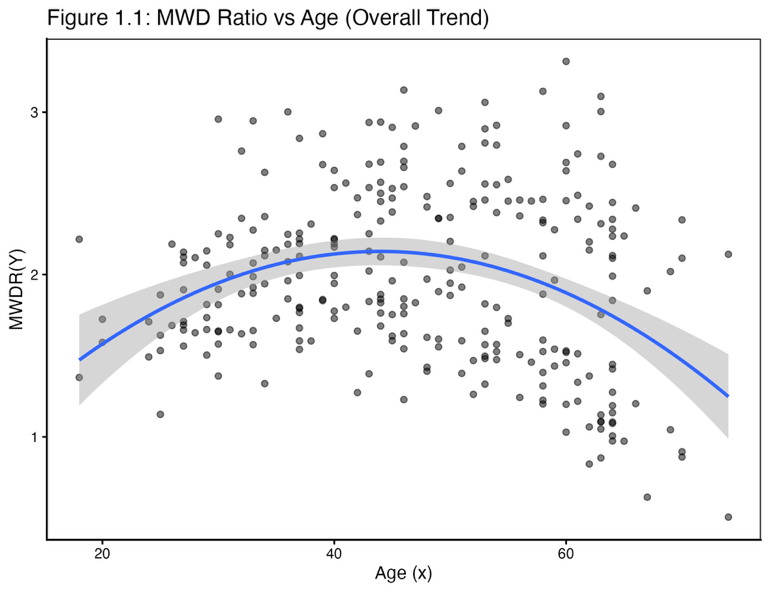 Figure 1.1: MWD Ratio vs Age (Overall Trend)
MWDR(Y)
3
2
1
20 40 60
Age (x)